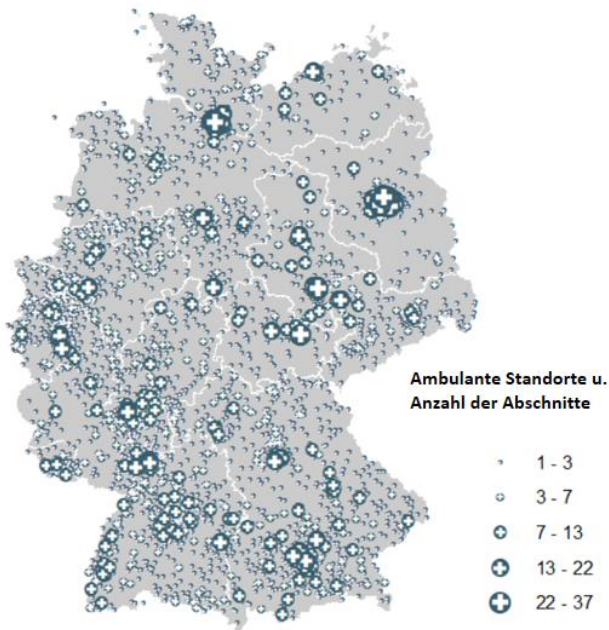 Ambulante Standorte u.
Anzahl der Abschnitte
1 - 3
3 - 7
7 - 13
13 - 22
22 - 37